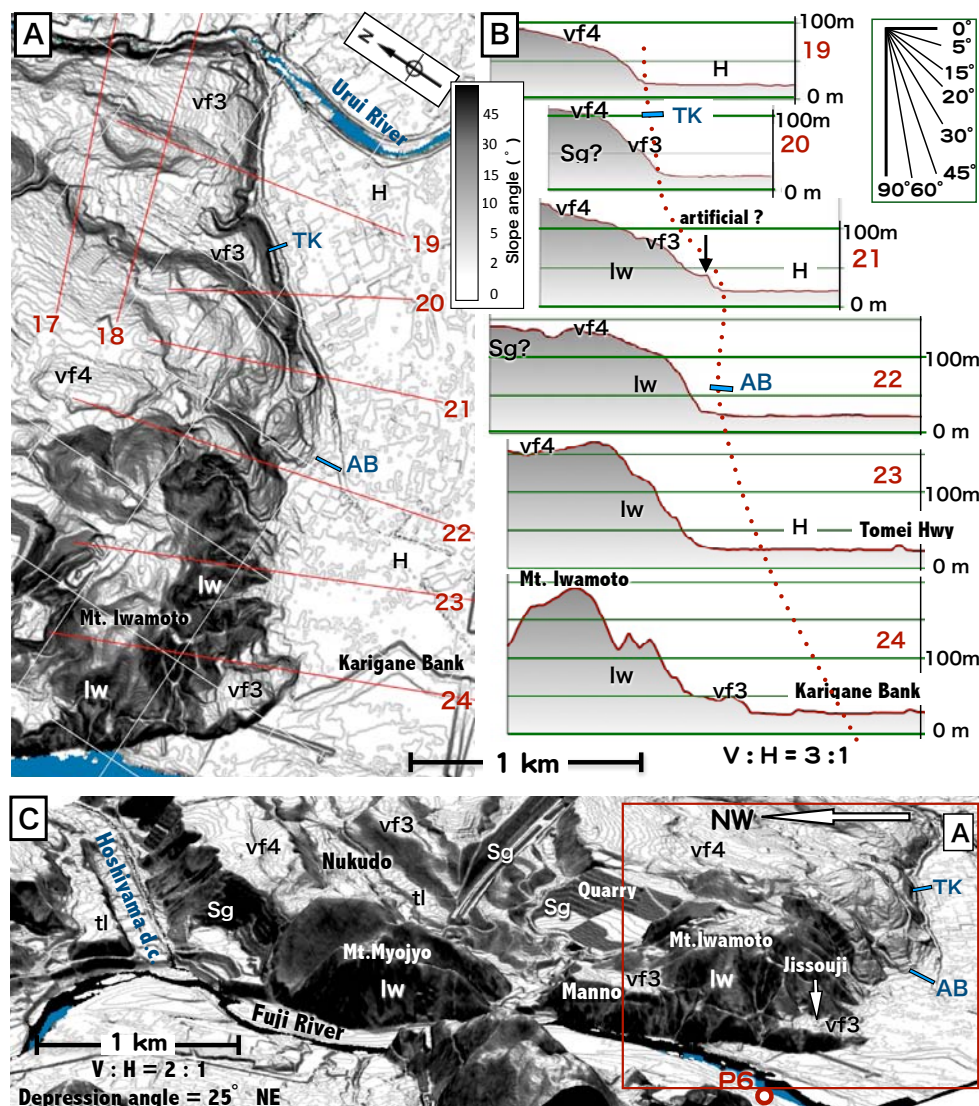 A
N
Urui River
vf3
H
Slope angle (°)
45
30
15
10
5
2
0
vf3
TK
19
20
17
18
vf4
21
AB
22
H
Iw
23
Mt. Iwamoto
Iw
vf3
Karigane Bank
24
1 km
B
vf4
H
100m
19
0 m
vf4
TK
100m
Sg?
vf3
20
0 m
vf4
artificial ?
vf3
100m
Iw
H
21
0 m
Sg?
vf4
100m
Iw
AB
22
0 m
vf4
23
Iw
100m
H
Tomei Hwy
0 m
Mt. Iwamoto
24
Iw
100m
vf3
Karigane Bank
0 m
V : H = 3 : 1
0°
5°
15°
20°
30°
45°
60°
90°
C
Hoshiyama d.c
tl
Sg
vf4
Nukudo
vf3
tl
Sg
Sg
Quarry
NW
A
vf4
TK
Mt.Myojyo
Iw
Manno
vf3
Mt.Iwamoto
Iw
Jissouji
vf3
AB
Fuji River
1 km
V : H = 2 : 1
Depression angle = 25° NE
P6